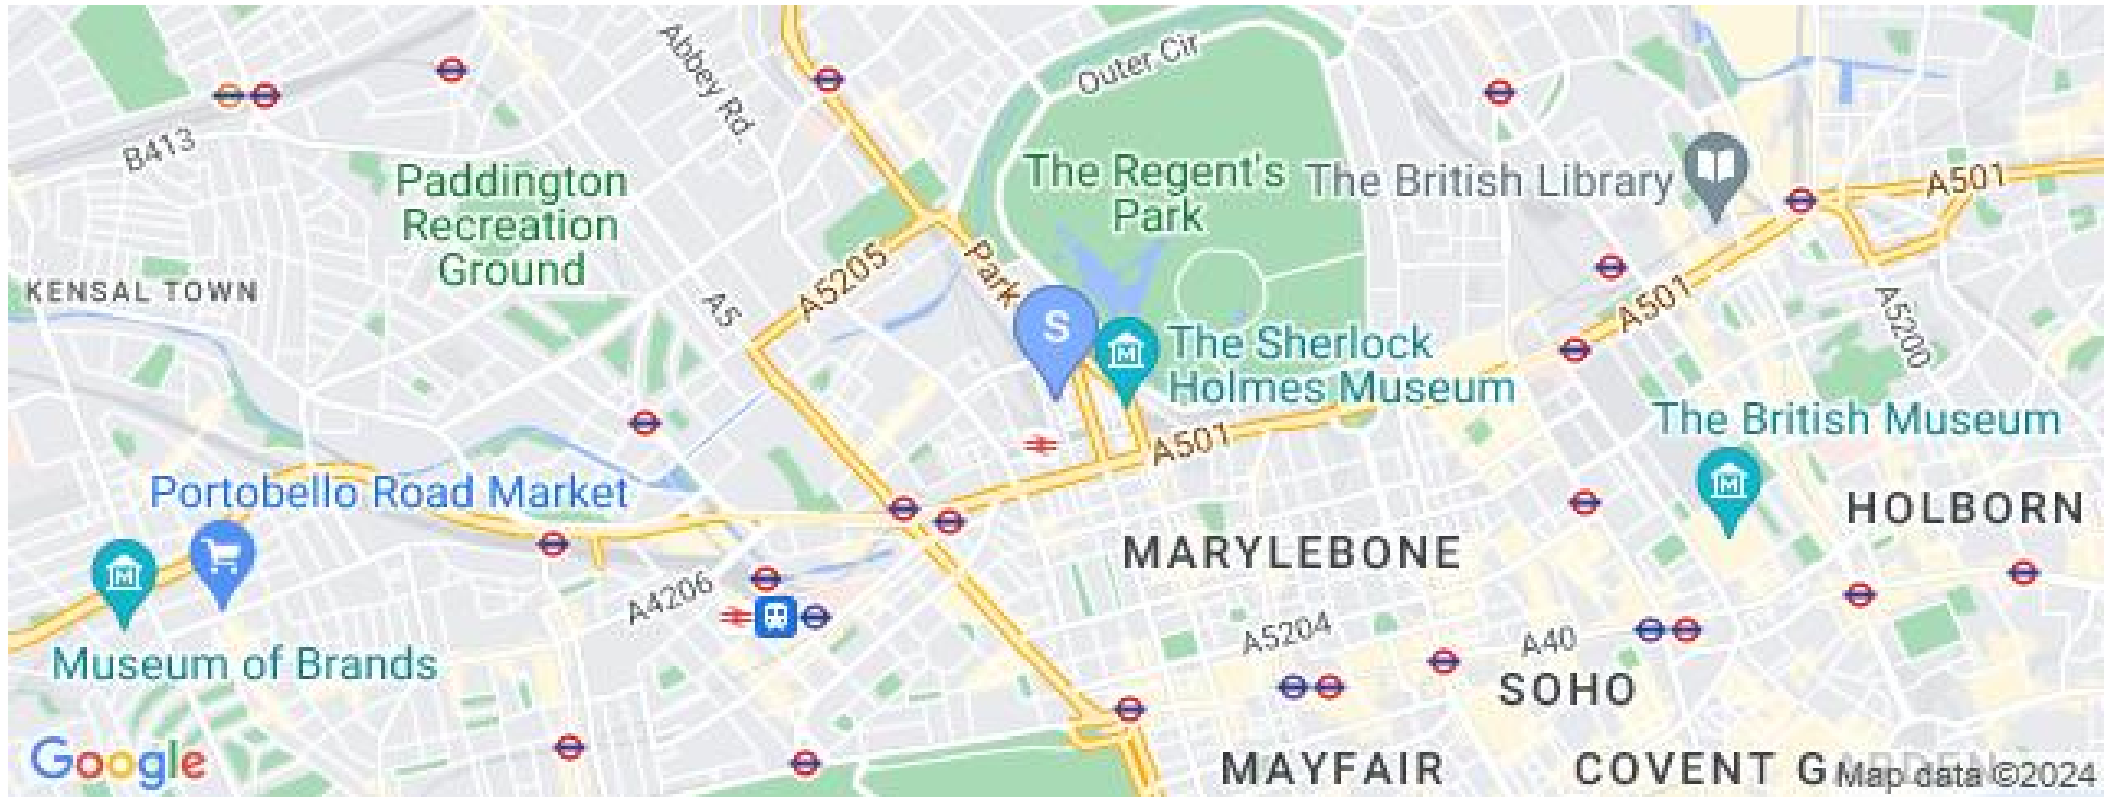 Abbey Rd.
Outer Cir
B413
Paddington
Recreation
Ground
The Regent's
Park
The British Library
A501
KENSAL TOWN
A5
A5205
Park
S
A501
A5200
The Sherlock
Holmes Museum
The British Museum
A501
Portobello Road Market
HOLBORN
MARYLEBONE
A4206
A5204
A40
Museum of Brands
SOHO
Google
MAYFAIR
COVENT GARDEN
Map data ©2024